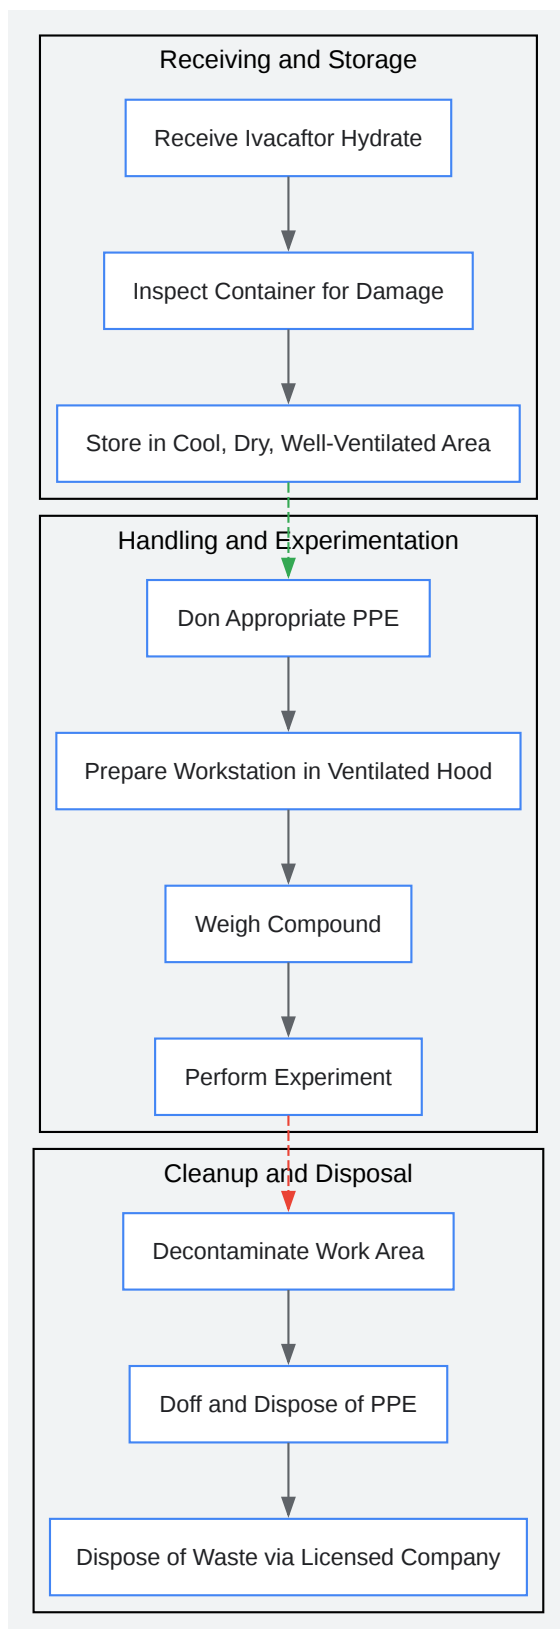 Receiving and Storage
Receive Ivacaftor Hydrate
Inspect Container for Damage
Store in Cool, Dry, Well-Ventilated Area
Handling and Experimentation
Don Appropriate PPE
Prepare Workstation in Ventilated Hood
Weigh Compound
Perform Experiment
Cleanup and Disposal
Decontaminate Work Area
Doff and Dispose of PPE
Dispose of Waste via Licensed Company